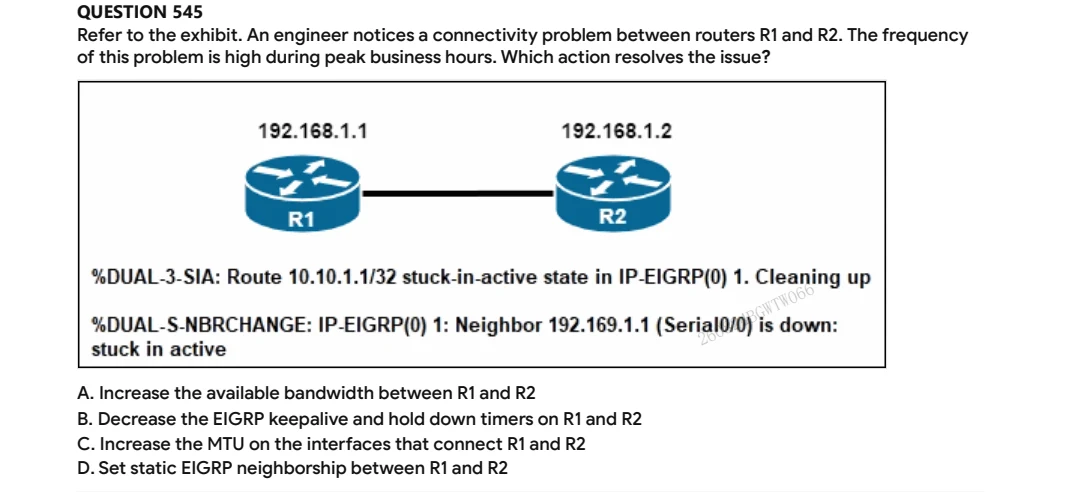 QUESTION 545
Refer to the exhibit. An engineer notices a connectivity problem between routers R1 and R2. The frequency
of this problem is high during peak business hours. Which action resolves the issue?
192.168.1.1
192.168.1.2
R1
R2
%DUAL-3-SIA: Route 10.10.1.1/32 stuck-in-active state in IP-EIGRP(0) 1. Cleaning up
%DUAL-S-NBRCHANGE: IP-EIGRP(0) 1: Neighbor 192.169.1.1 (Serial0/0) is down:
stuck in active
A. Increase the available bandwidth between R1 and R2
B. Decrease the EIGRP keepalive and hold down timers on R1 and R2
C. Increase the MTU on the interfaces that connect R1 and R2
D. Set static EIGRP neighborship between R1 and R2